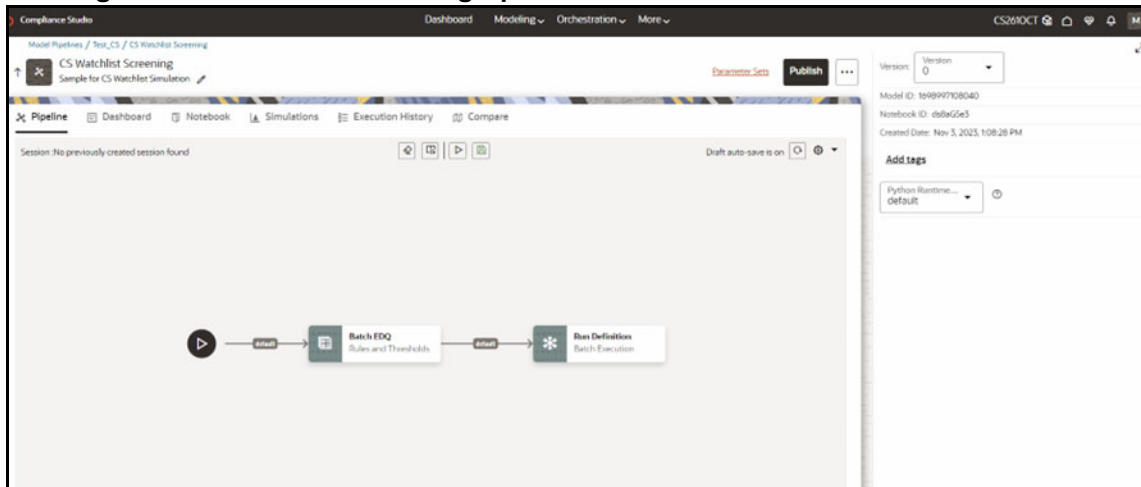 Compliance Studio
Dashboard Modeling Orchestration More
CS2610CT
M
Model Pipelines / Test_CS / CS Watchlist Screening
CS Watchlist Screening
Sample for CS Watchlist Simulation
Parameter Sets
Publish
...
Version:
Version
0
Model ID: 1698997108040
Notebook ID: ds8aG5e3
Created Date: Nov 3, 2023, 1:08:28 PM
Add tags
Python Runtime...
default
Pipeline Dashboard Notebook Simulations Execution History Compare
Session :No previously created session found
Draft auto-save is on
default
Batch EDQ
Rules and Thresholds
default
Run Definition
Batch Execution